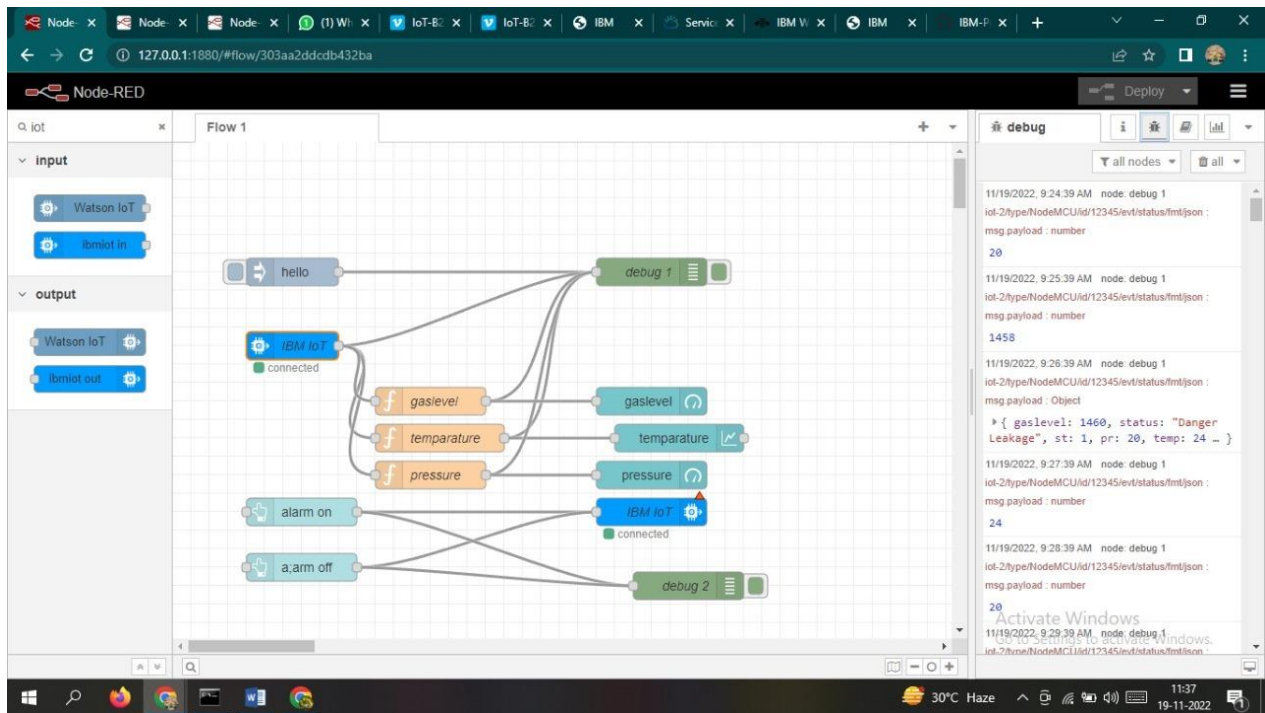 Node-
Node-
Node-
(1) Wh
IoT-B2
IoT-B2
IBM
Service
IBM W
IBM
IBM-P
127.0.0.1:1880/#flow/303aa2ddcdb432ba
Node-RED
Deploy
iot
input
Watson IoT
ibmiot in
output
Watson IoT
ibmiot out
Flow 1
hello
debug 1
IBM IoT
connected
gaslevel
gaslevel
temparature
temparature
pressure
pressure
alarm on
IBM IoT
connected
a;arm off
debug 2
debug
i
all nodes
all
11/19/2022, 9:24:39 AM node: debug 1
iot-2/type/NodeMCU/id/12345/evt/status/fmt/json :
msg.payload : number
20
11/19/2022, 9:25:39 AM node: debug 1
iot-2/type/NodeMCU/id/12345/evt/status/fmt/json :
msg.payload : number
1458
11/19/2022, 9:26:39 AM node: debug 1
iot-2/type/NodeMCU/id/12345/evt/status/fmt/json :
msg.payload : Object
{ gaslevel: 1460, status: "Danger
Leakage", st: 1, pr: 20, temp: 24 … }
11/19/2022, 9:27:39 AM node: debug 1
iot-2/type/NodeMCU/id/12345/evt/status/fmt/json :
msg.payload : number
24
11/19/2022, 9:28:39 AM node: debug 1
iot-2/type/NodeMCU/id/12345/evt/status/fmt/json :
msg.payload : number
20
Activate Windows
11/19/2022, 9:29:39 AM node: debug 1
Go to Settings to activate Windows.
iot-2/type/NodeMCU/id/12345/evt/status/fmt/json :
30°C Haze
11:37
19-11-2022